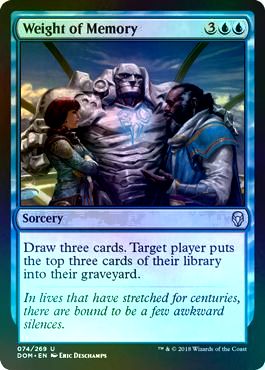 Weight of Memory 3
Sorcery
Draw three cards. Target player puts
the top three cards of their library
into their graveyard.
In lives that have stretched for centuries,
there are bound to be a few awkward
silences.
074/269 U
DOM • EN ERIC DESCHAMPS
™ & © 2018 Wizards of the Coast